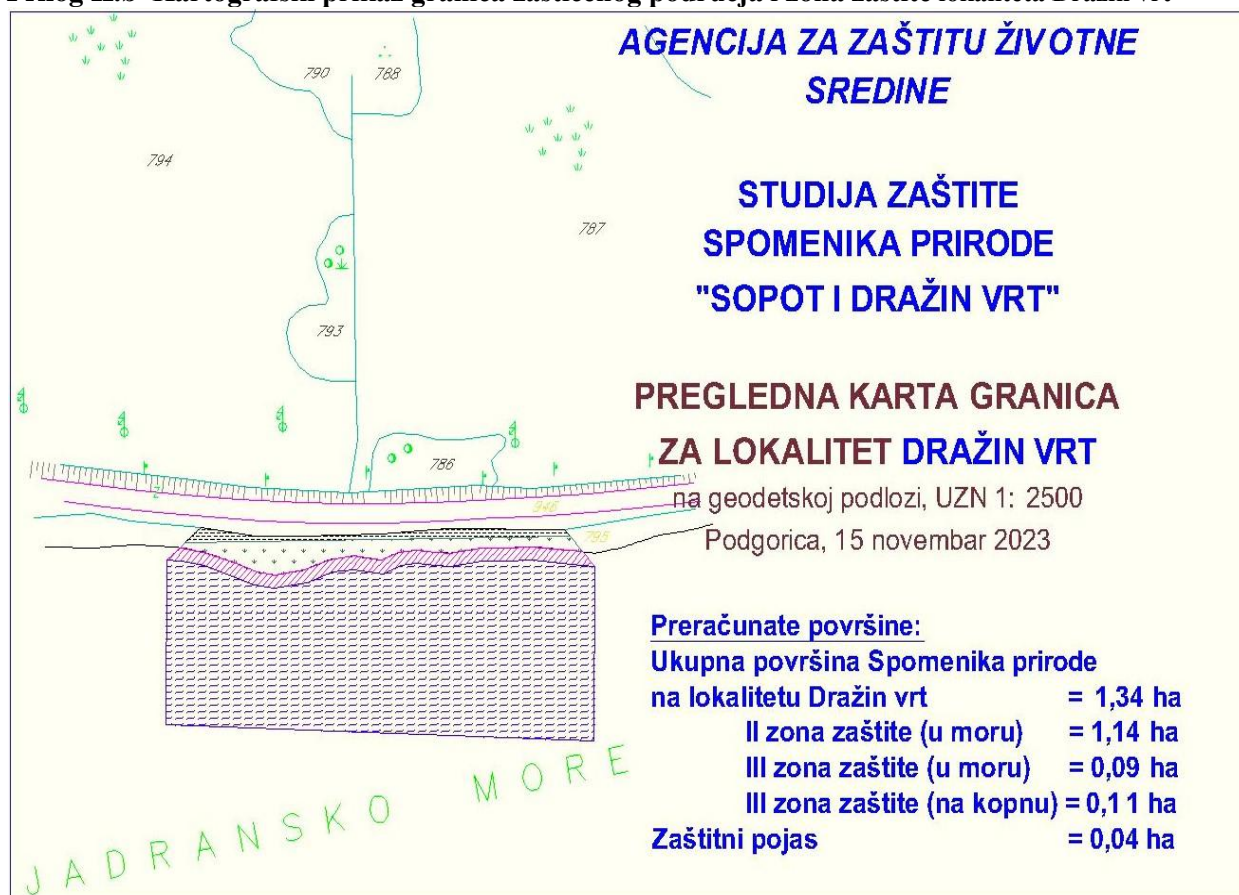 AGENCIJA ZA ZAŠTITU ŽIVOTNE
SREDINE
STUDIJA ZAŠTITE
SPOMENIKA PRIRODE
"SOPOT I DRAŽIN VRT"
PREGLEDNA KARTA GRANICA
ZA LOKALITET DRAŽIN VRT
na geodetskoj podlozi, UZN 1: 2500
Podgorica, 15 novembar 2023
Preračunate površine:
Ukupna površina Spomenika prirode
na lokalitetu Dražin vrt = 1,34 ha
II zona zaštite (u moru) = 1,14 ha
III zona zaštite (u moru) = 0,09 ha
III zona zaštite (na kopnu) = 0,11 ha
Zaštitni pojas = 0,04 ha
790
788
794
787
793
786
946
795
Z
JADRANSKO MORE